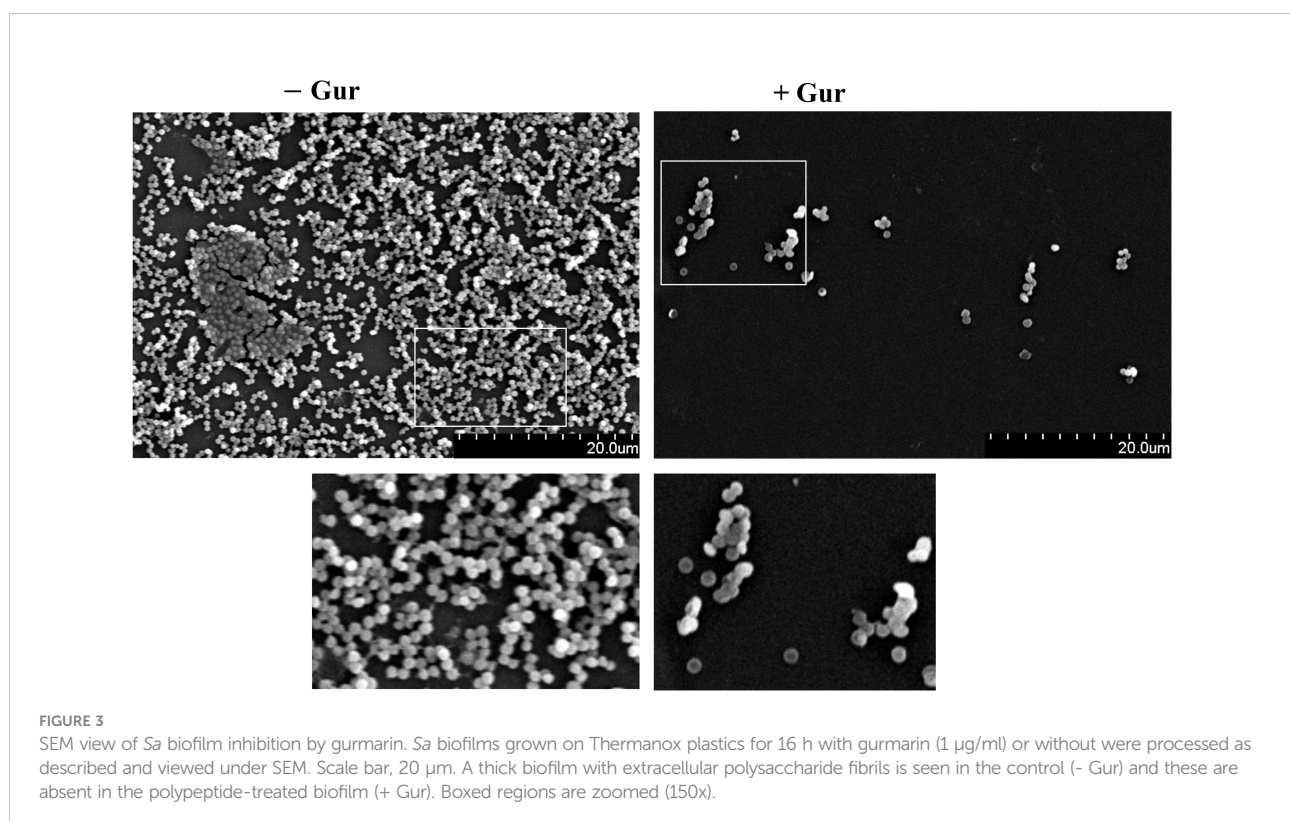 − Gur
+ Gur
20.0um
20.0um
FIGURE 3
SEM view of Sa biofilm inhibition by gurmarin. Sa biofilms grown on Thermanox plastics for 16 h with gurmarin (1 µg/ml) or without were processed as
described and viewed under SEM. Scale bar, 20 µm. A thick biofilm with extracellular polysaccharide fibrils is seen in the control (- Gur) and these are
absent in the polypeptide-treated biofilm (+ Gur). Boxed regions are zoomed (150x).